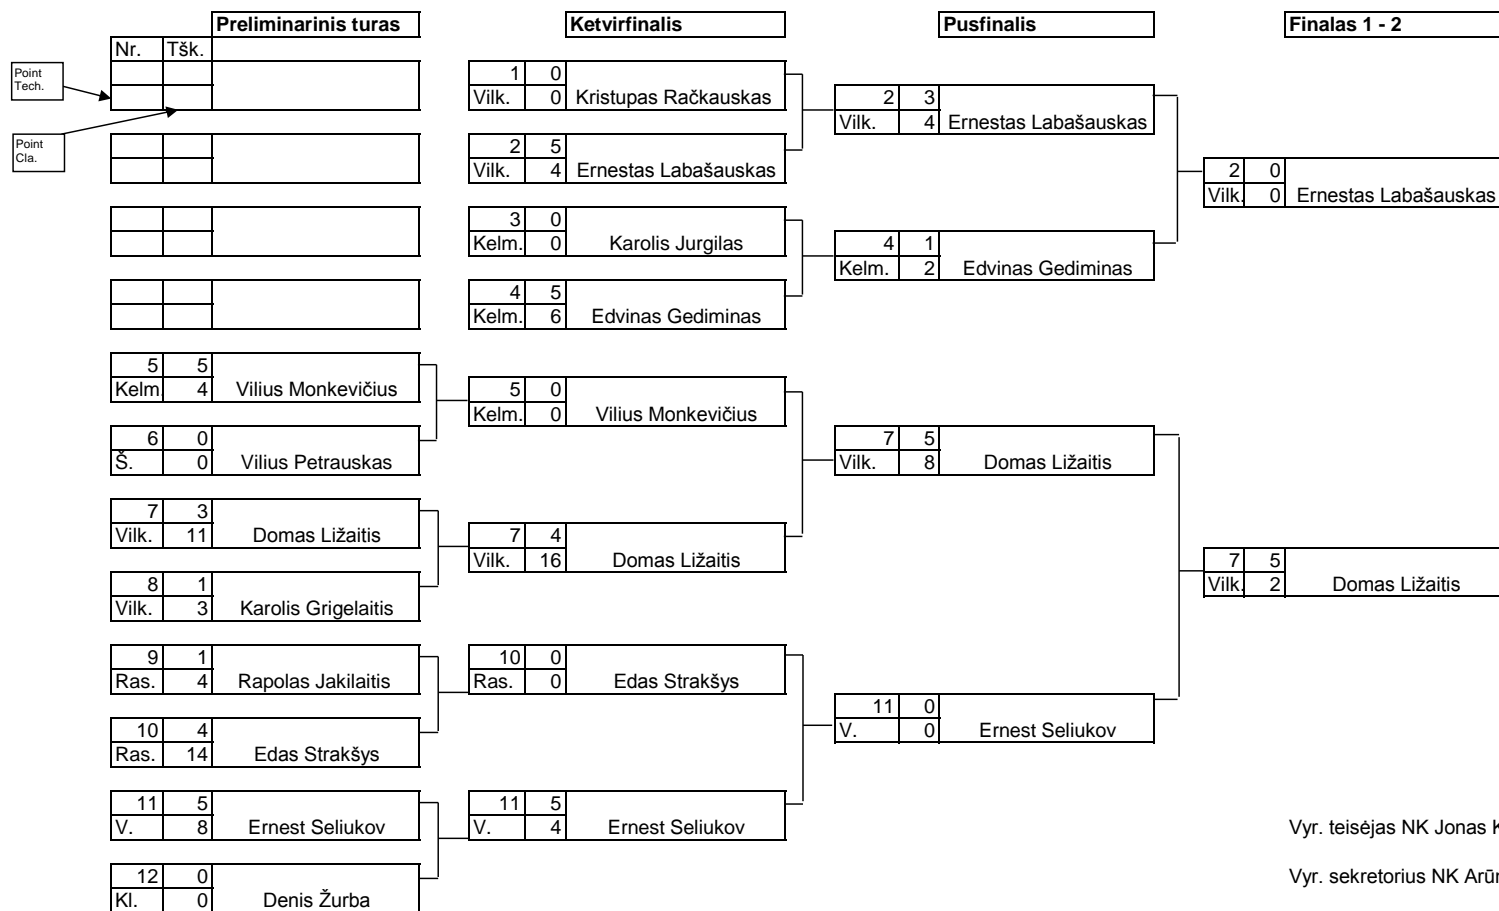 Preliminarinis turas Ketvirfinalis Pusfinalis Finalas 1 - 2
Nr. Tšk.
Point
Tech.
Point
Cla.
1 0
Vilk. 0 Kristupas Račkauskas
2 5
Vilk. 4 Ernestas Labašauskas
3 0
Kelm. 0 Karolis Jurgilas
4 5
Kelm. 6 Edvinas Gediminas
5 5
Kelm. 4 Vilius Monkevičius
6 0
Š. 0 Vilius Petrauskas
7 3
Vilk. 11 Domas Ližaitis
8 1
Vilk. 3 Karolis Grigelaitis
9 1
Ras. 4 Rapolas Jakilaitis
10 4
Ras. 14 Edas Strakšys
11 5
V. 8 Ernest Seliukov
12 0
Kl. 0 Denis Žurba
5 0
Kelm. 0 Vilius Monkevičius
7 4
Vilk. 16 Domas Ližaitis
10 0
Ras. 0 Edas Strakšys
11 5
V. 4 Ernest Seliukov
2 3
Vilk. 4 Ernestas Labašauskas
4 1
Kelm. 2 Edvinas Gediminas
7 5
Vilk. 8 Domas Ližaitis
11 0
V. 0 Ernest Seliukov
2 0
Vilk. 0 Ernestas Labašauskas
7 5
Vilk. 2 Domas Ližaitis
Vyr. teisėjas NK Jonas
Vyr. sekretorius NK